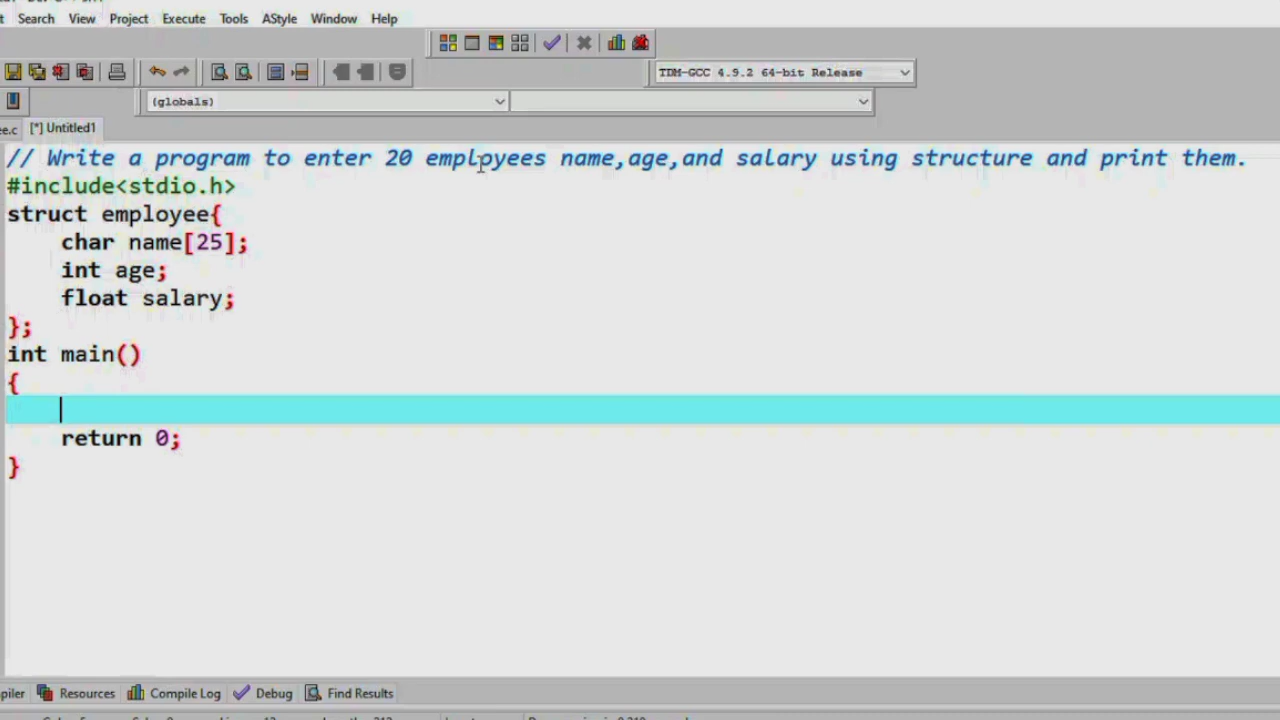 Search View Project Execute Tools AStyle Window Help
TDM-GCC 4.9.2 64-bit Release
(globals)
[*] Untitled1
// Write a program to enter 20 employees name,age,and salary using structure and print them.
#include<stdio.h>
struct employee{
char name[25];
int age;
float salary;
};
int main()
{
return 0;
}
Resources Compile Log Debug Find Results